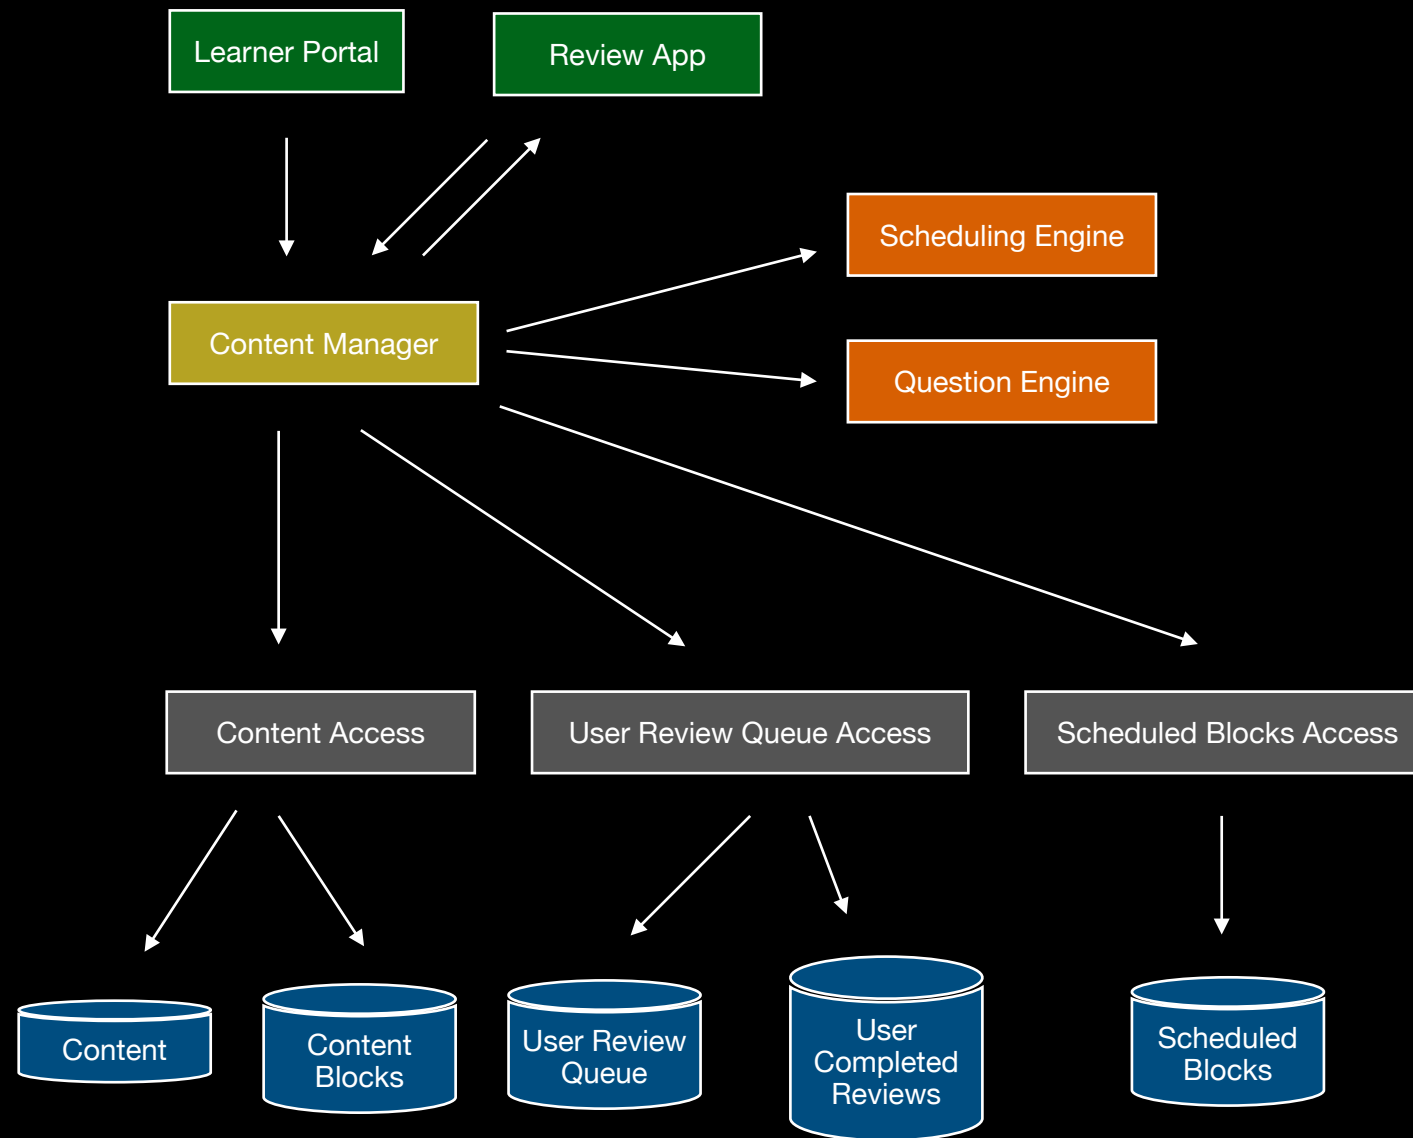 Learner Portal
Review App
Scheduling Engine
Content Manager
Question Engine
Content Access
User Review Queue Access
Scheduled Blocks Access
Content
Content
Blocks
User Review
Queue
User
Completed
Reviews
Scheduled
Blocks